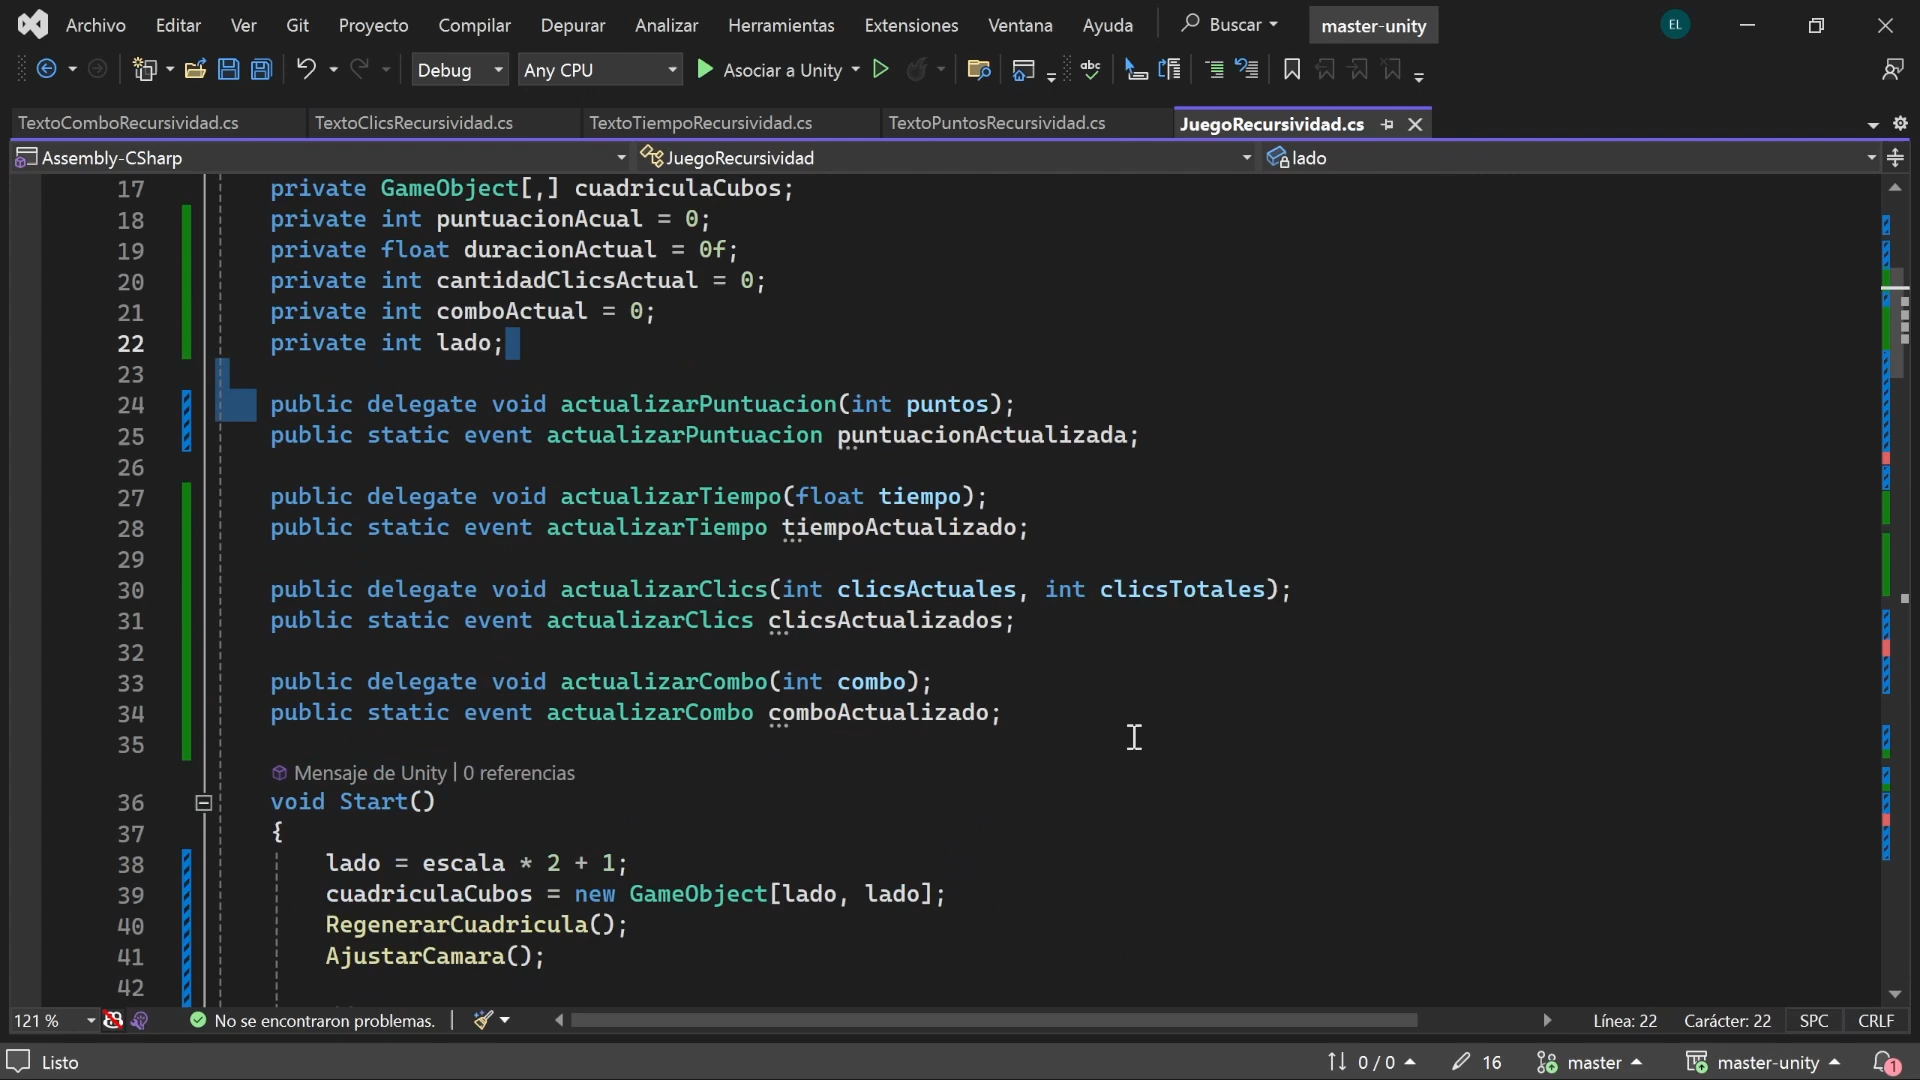 Archivo Editar Ver Git Proyecto Compilar Depurar Analizar Herramientas Extensiones Ventana Ayuda Buscar master-unity EL
Debug Any CPU Asociar a Unity abc
TextoComboRecursividad.cs TextoClicsRecursividad.cs TextoTiempoRecursividad.cs TextoPuntosRecursividad.cs JuegoRecursividad.cs
Assembly-CSharp JuegoRecursividad lado
17 private GameObject[,] cuadriculaCubos;
18 private int puntuacionAcual = 0;
19 private float duracionActual = 0f;
20 private int cantidadClicsActual = 0;
21 private int comboActual = 0;
22 private int lado;
23
24 public delegate void actualizarPuntuacion(int puntos);
25 public static event actualizarPuntuacion puntuacionActualizada;
26
27 public delegate void actualizarTiempo(float tiempo);
28 public static event actualizarTiempo tiempoActualizado;
29
30 public delegate void actualizarClics(int clicsActuales, int clicsTotales);
31 public static event actualizarClics clicsActualizados;
32
33 public delegate void actualizarCombo(int combo);
34 public static event actualizarCombo comboActualizado;
35
Mensaje de Unity | 0 referencias
36 void Start()
37 {
38 lado = escala * 2 + 1;
39 cuadriculaCubos = new GameObject[lado, lado];
40 RegenerarCuadricula();
41 AjustarCamara();
42
121 % No se encontraron problemas. Línea: 22 Carácter: 22 SPC CRLF
Listo 0 / 0 16 master master-unity 1